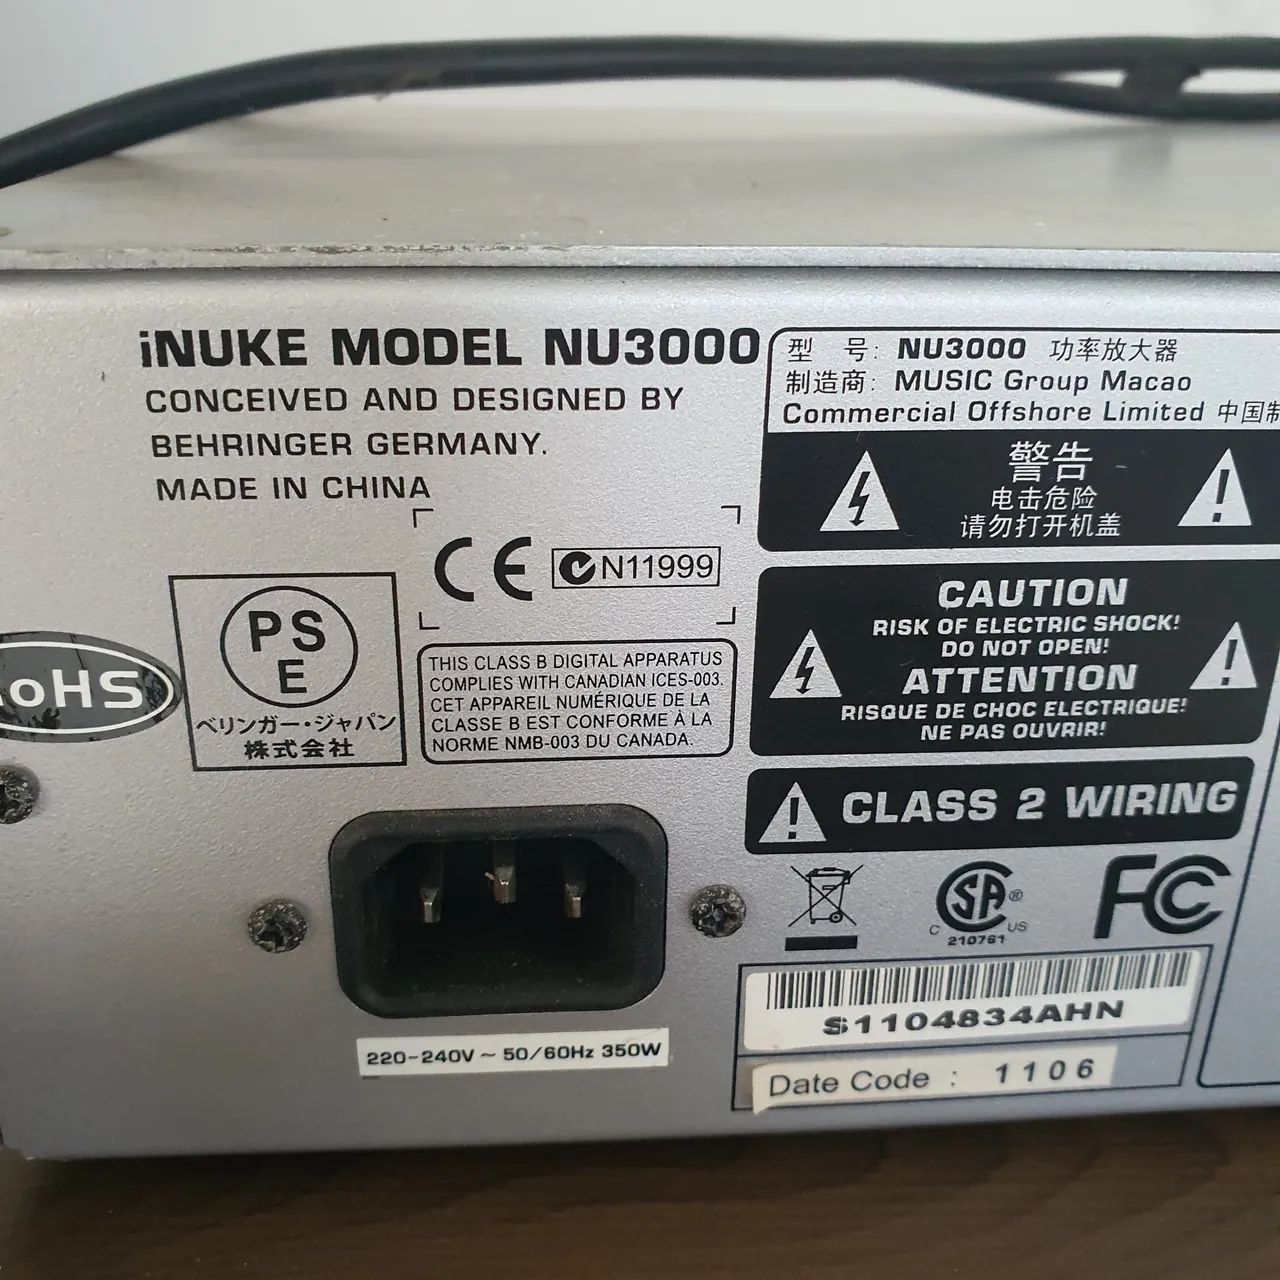 iNUKE MODEL NU3000
CONCEIVED AND DESIGNED BY
BEHRINGER GERMANY.
MADE IN CHINA
CE N11999
PS
E
ベリンガー・ジャパン
株式会社
oHS
THIS CLASS B DIGITAL APPARATUS
COMPLIES WITH CANADIAN ICES-003.
CET APPAREIL NUMÉRIQUE DE LA
CLASSE B EST CONFORME À LA
NORME NMB-003 DU CANADA.
220-240V ~ 50/60Hz 350W
型 号: NU3000 功率放大器
制造商: MUSIC Group Macao
Commercial Offshore Limited 中国制
警告
电击危险
请勿打开机盖
CAUTION
RISK OF ELECTRIC SHOCK!
DO NOT OPEN!
ATTENTION
RISQUE DE CHOC ELECTRIQUE!
NE PAS OUVRIR!
CLASS 2 WIRING
C SA ® US
210761
FC
S1104834AHN
Date Code : 1106